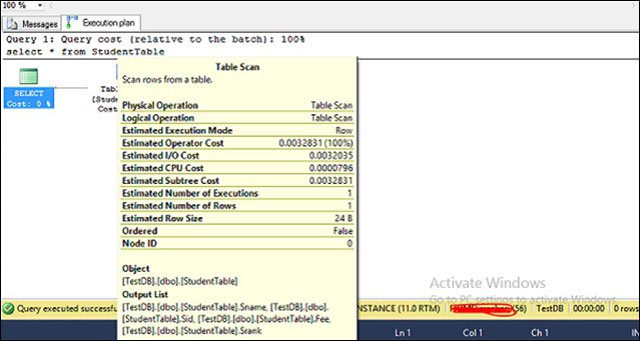 100 %
Messages Execution plan
Query 1: Query cost (relative to the batch): 100%
select * from StudentTable
SELECT
Cost: 0 %
Tabl
[Stud
Cos
Table Scan
Scan rows from a table.
Physical Operation Table Scan
Logical Operation Table Scan
Estimated Execution Mode Row
Estimated Operator Cost 0.0032831 (100%)
Estimated I/O Cost 0.0032035
Estimated CPU Cost 0.0000796
Estimated Subtree Cost 0.0032831
Estimated Number of Executions 1
Estimated Number of Rows 1
Estimated Row Size 24 B
Ordered False
Node ID 0
Object
[TestDB].[dbo].[StudentTable]
Output List
[TestDB].[dbo].[StudentTable].Sname, [TestDB].[dbo].
[StudentTable].Sid, [TestDB].[dbo].[StudentTable].Fee,
[TestDB].[dbo].[StudentTable].Srank
Activate Windows
Go to PC settings to activate Windows.
Query executed successfu INSTANCE (11.0 RTM) (56) TestDB 00:00:00 0 rows
Ln 1 Col 1 Ch 1 IN